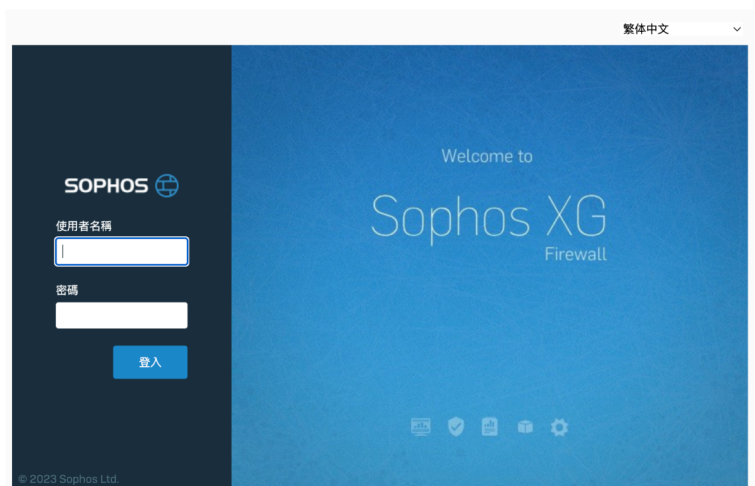 繁体中文
SOPHOS
使用者名稱
密碼
登入
© 2023 Sophos Ltd.
Welcome to
Sophos XG
Firewall